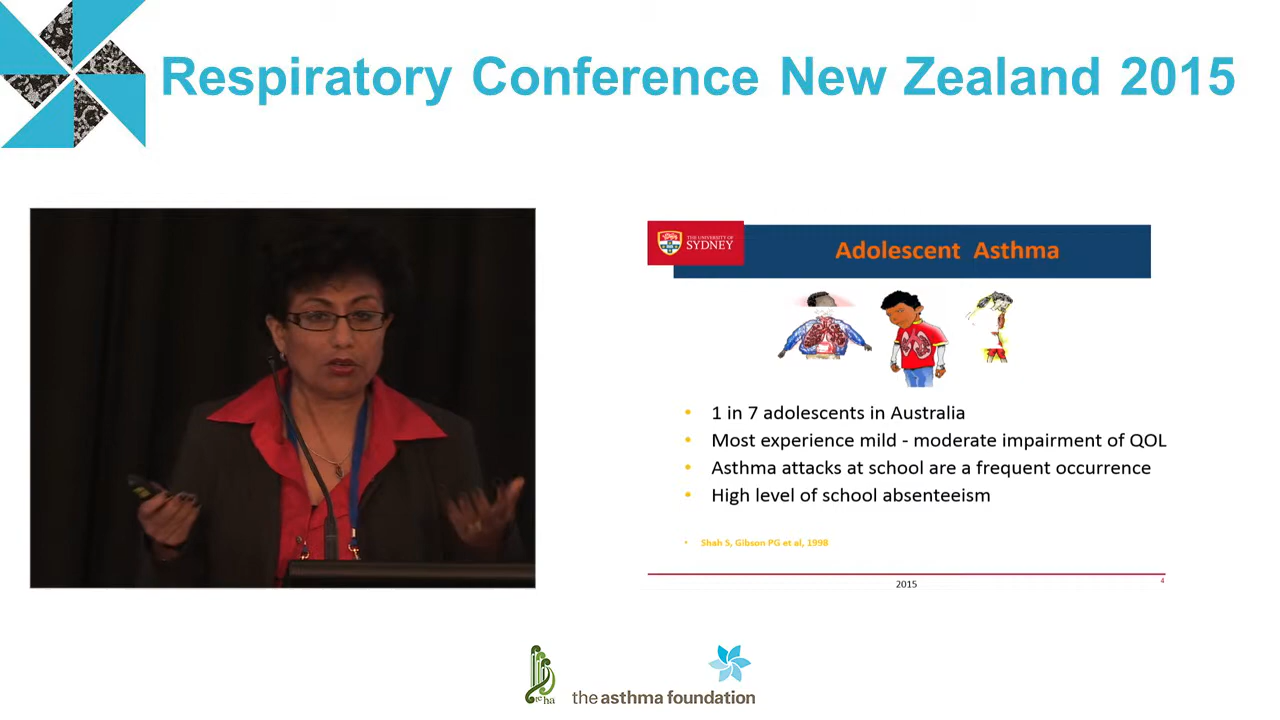 Respiratory Conference New Zealand 2015
THE UNIVERSITY OF
SYDNEY
Adolescent Asthma
• 1 in 7 adolescents in Australia
• Most experience mild - moderate impairment of QOL
• Asthma attacks at school are a frequent occurrence
• High level of school absenteeism
• Shah S, Gibson PG et al, 1998
2015
4
the asthma foundation